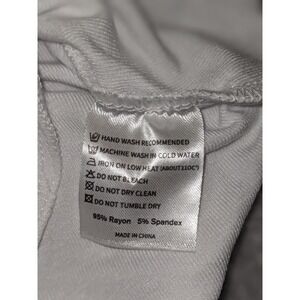 HAND WASH RECOMMENDED
MACHINE WASH IN COLD WATER
IRON ON LOW HEAT (ABOUT 110C°)
DO NOT BLEACH
DO NOT DRY CLEAN
DO NOT TUMBLE DRY
95% Rayon 5% Spandex
MADE IN CHINA